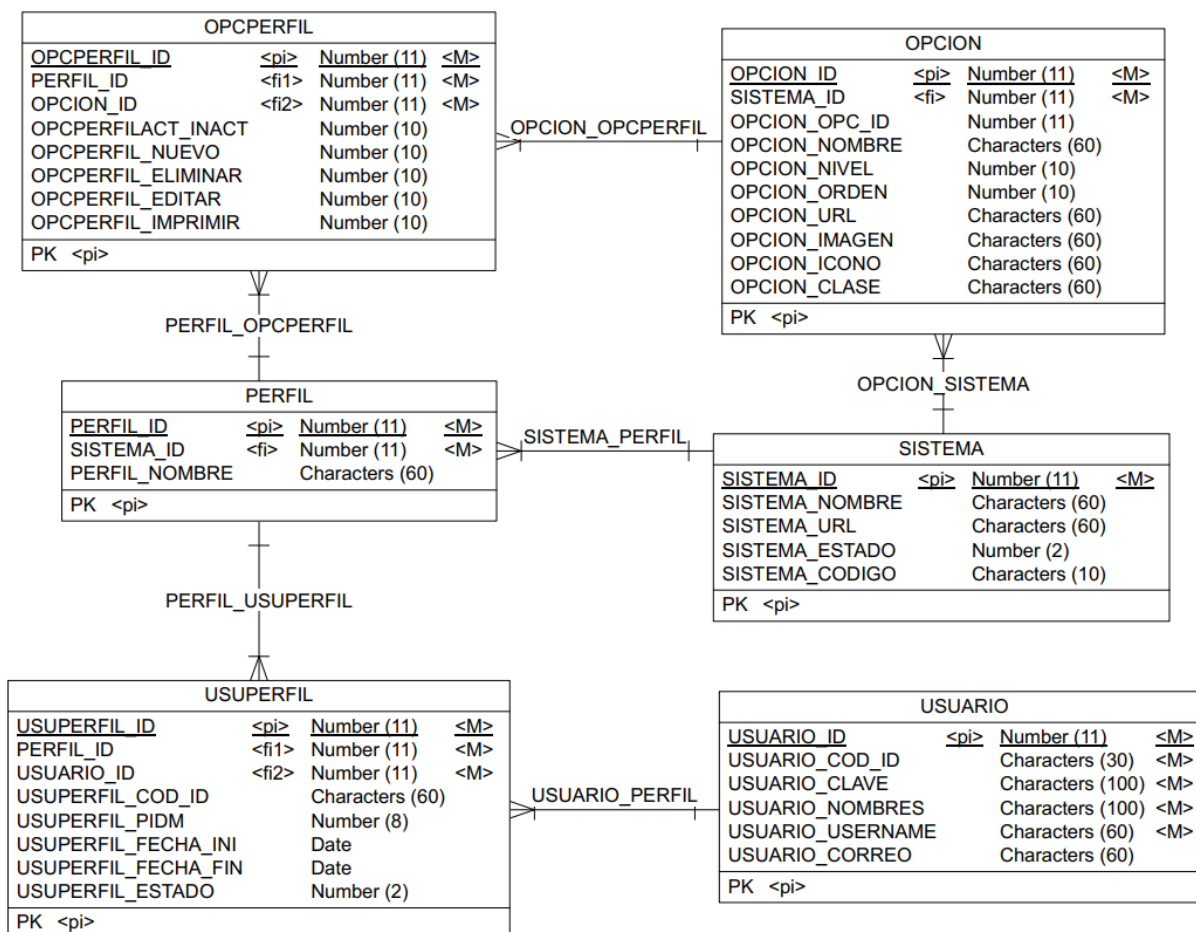 OPCPERFIL
OPCPERFIL_ID <pi> Number (11) <M>
PERFIL_ID <fi1> Number (11) <M>
OPCION_ID <fi2> Number (11) <M>
OPCPERFILACT_INACT Number (10)
OPCPERFIL_NUEVO Number (10)
OPCPERFIL_ELIMINAR Number (10)
OPCPERFIL_EDITAR Number (10)
OPCPERFIL_IMPRIMIR Number (10)
PK <pi>
OPCION_OPCPERFIL
OPCION
OPCION_ID <pi> Number (11) <M>
SISTEMA_ID <fi> Number (11) <M>
OPCION_OPC_ID Number (11)
OPCION_NOMBRE Characters (60)
OPCION_NIVEL Number (10)
OPCION_ORDEN Number (10)
OPCION_URL Characters (60)
OPCION_IMAGEN Characters (60)
OPCION_ICONO Characters (60)
OPCION_CLASE Characters (60)
PK <pi>
PERFIL_OPCPERFIL
OPCION_SISTEMA
PERFIL
PERFIL_ID <pi> Number (11) <M>
SISTEMA_ID <fi> Number (11) <M>
PERFIL_NOMBRE Characters (60)
PK <pi>
SISTEMA_PERFIL
SISTEMA
SISTEMA_ID <pi> Number (11) <M>
SISTEMA_NOMBRE Characters (60)
SISTEMA_URL Characters (60)
SISTEMA_ESTADO Number (2)
SISTEMA_CODIGO Characters (10)
PK <pi>
PERFIL_USUPERFIL
USUPERFIL
USUPERFIL_ID <pi> Number (11) <M>
PERFIL_ID <fi1> Number (11) <M>
USUARIO_ID <fi2> Number (11) <M>
USUPERFIL_COD_ID Characters (60)
USUPERFIL_PIDM Number (8)
USUPERFIL_FECHA_INI Date
USUPERFIL_FECHA_FIN Date
USUPERFIL_ESTADO Number (2)
PK <pi>
USUARIO_PERFIL
USUARIO
USUARIO_ID <pi> Number (11) <M>
USUARIO_COD_ID Characters (30) <M>
USUARIO_CLAVE Characters (100) <M>
USUARIO_NOMBRES Characters (100) <M>
USUARIO_USERNAME Characters (60) <M>
USUARIO_CORREO Characters (60)
PK <pi>